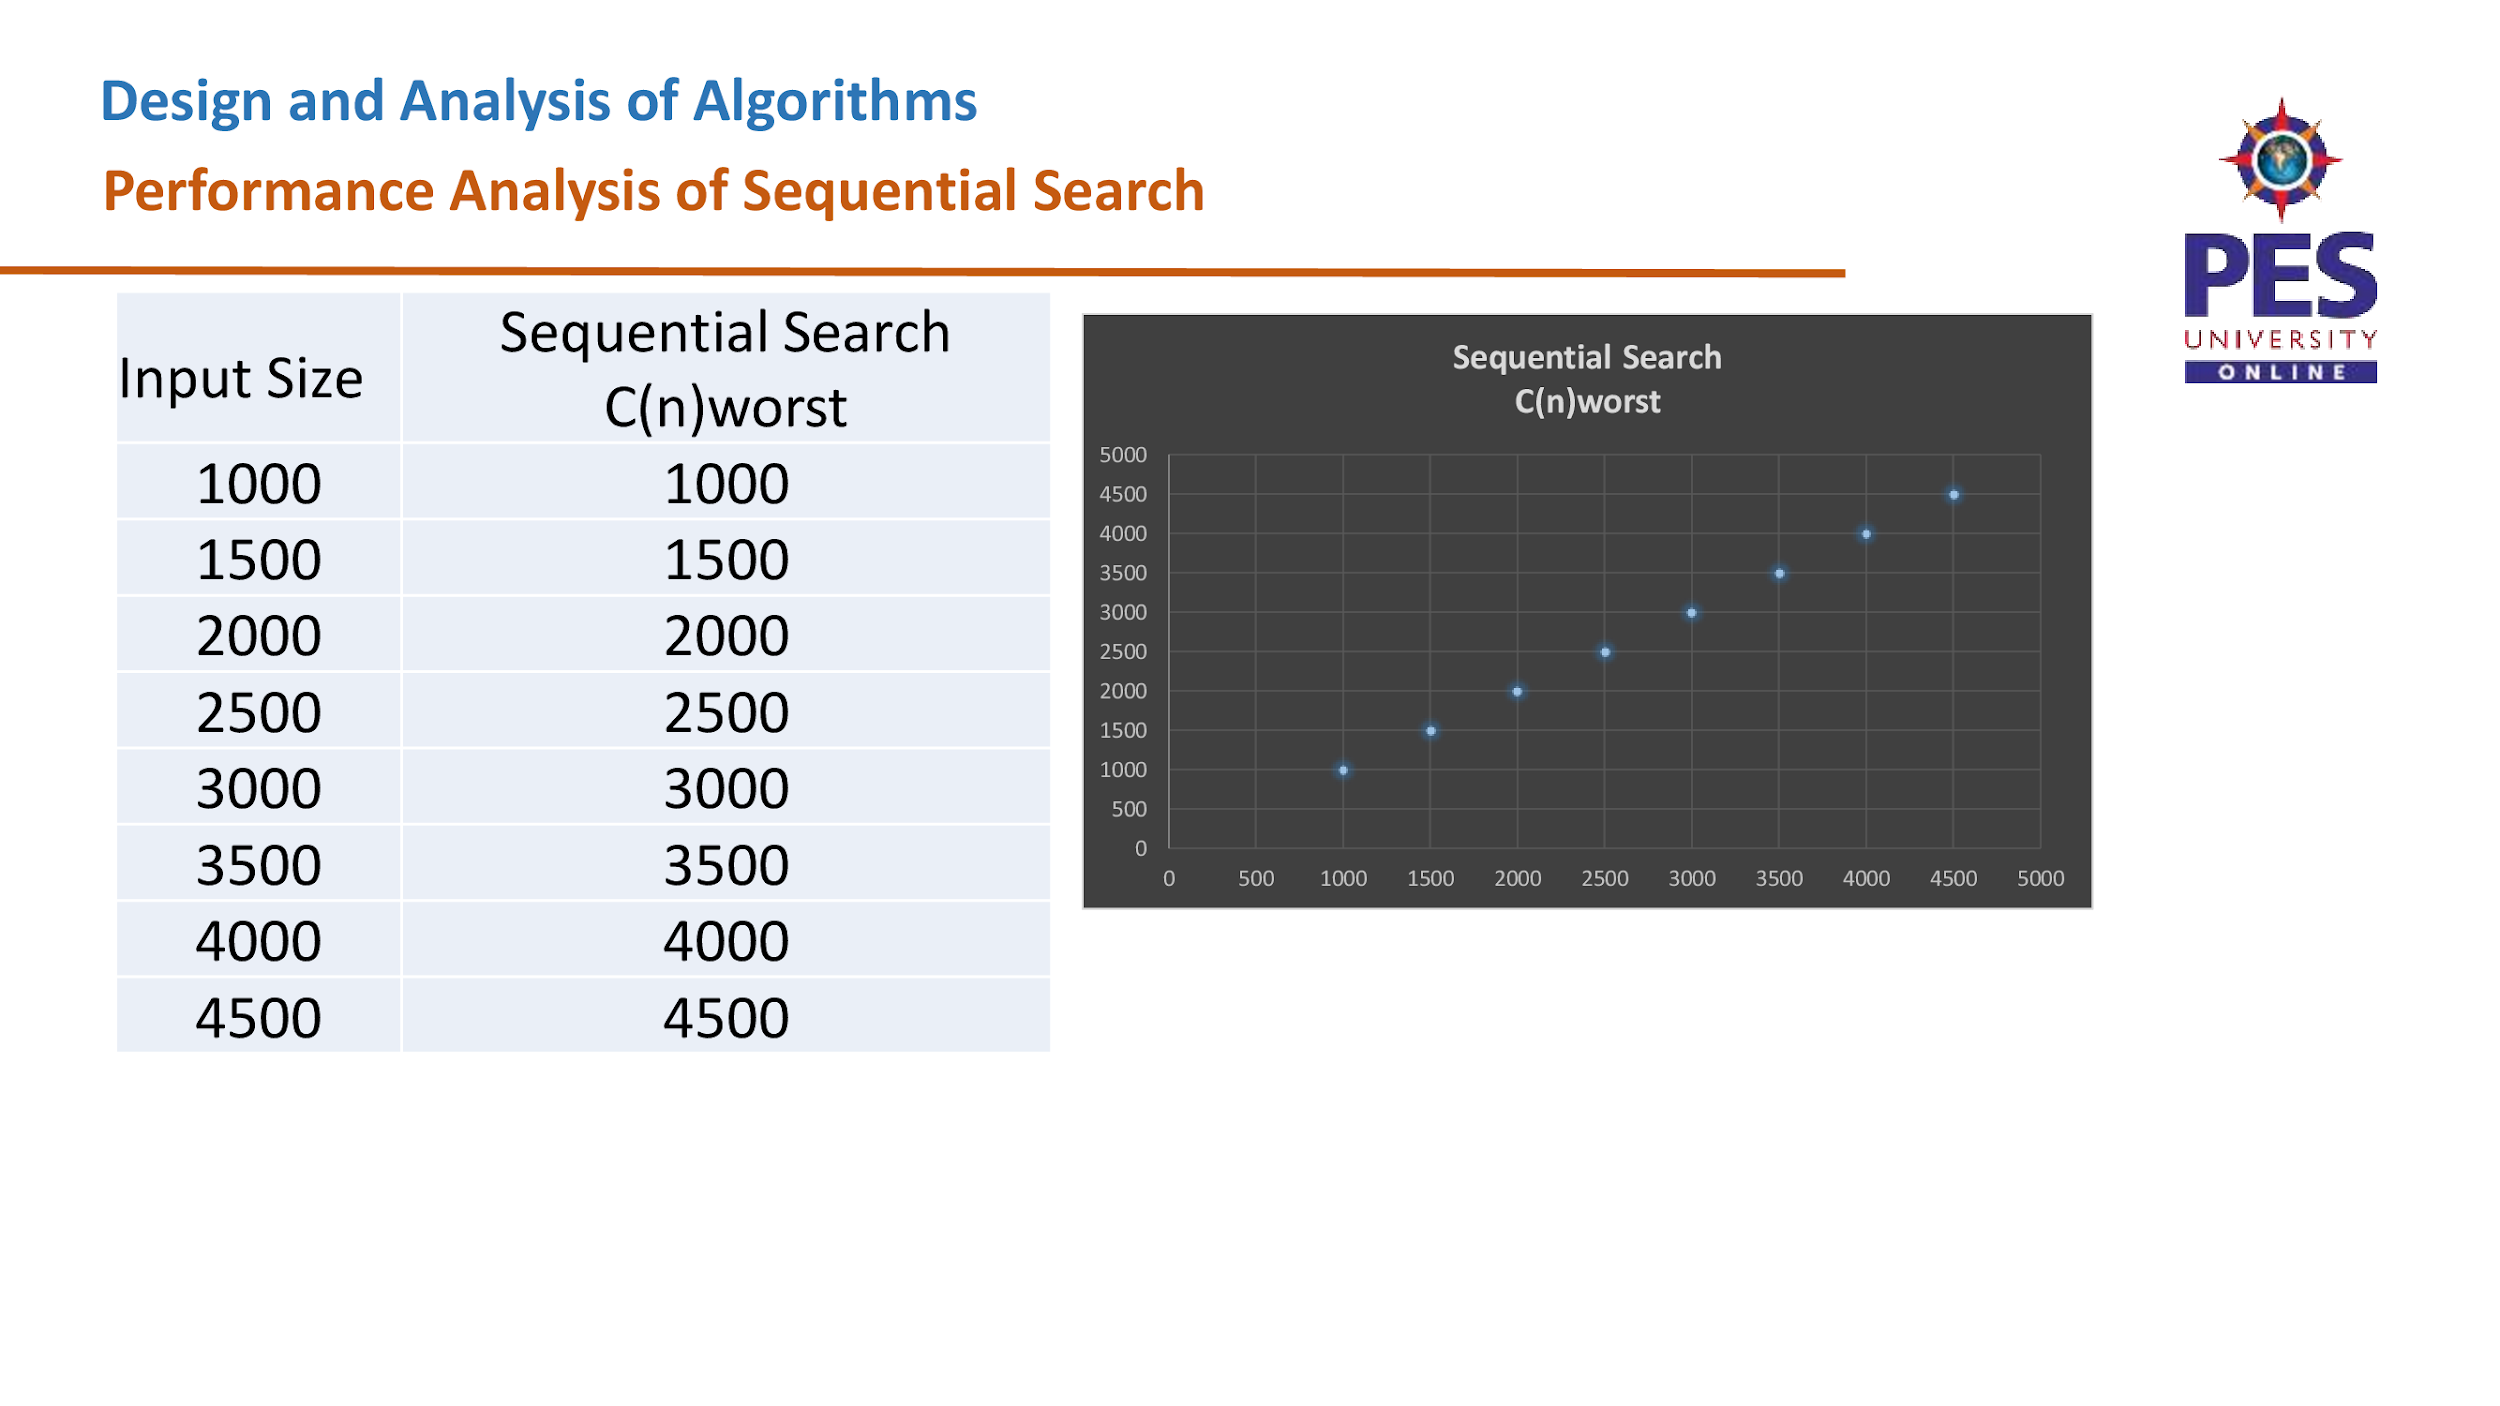 Design and Analysis of Algorithms
Performance Analysis of Sequential Search
PES
UNIVERSITY
ONLINE
Input Size
Sequential Search
C(n)worst
1000 1000
1500 1500
2000 2000
2500 2500
3000 3000
3500 3500
4000 4000
4500 4500
Sequential Search
C(n)worst
5000
4500
4000
3500
3000
2500
2000
1500
1000
500
0
0 500 1000 1500 2000 2500 3000 3500 4000 4500 5000